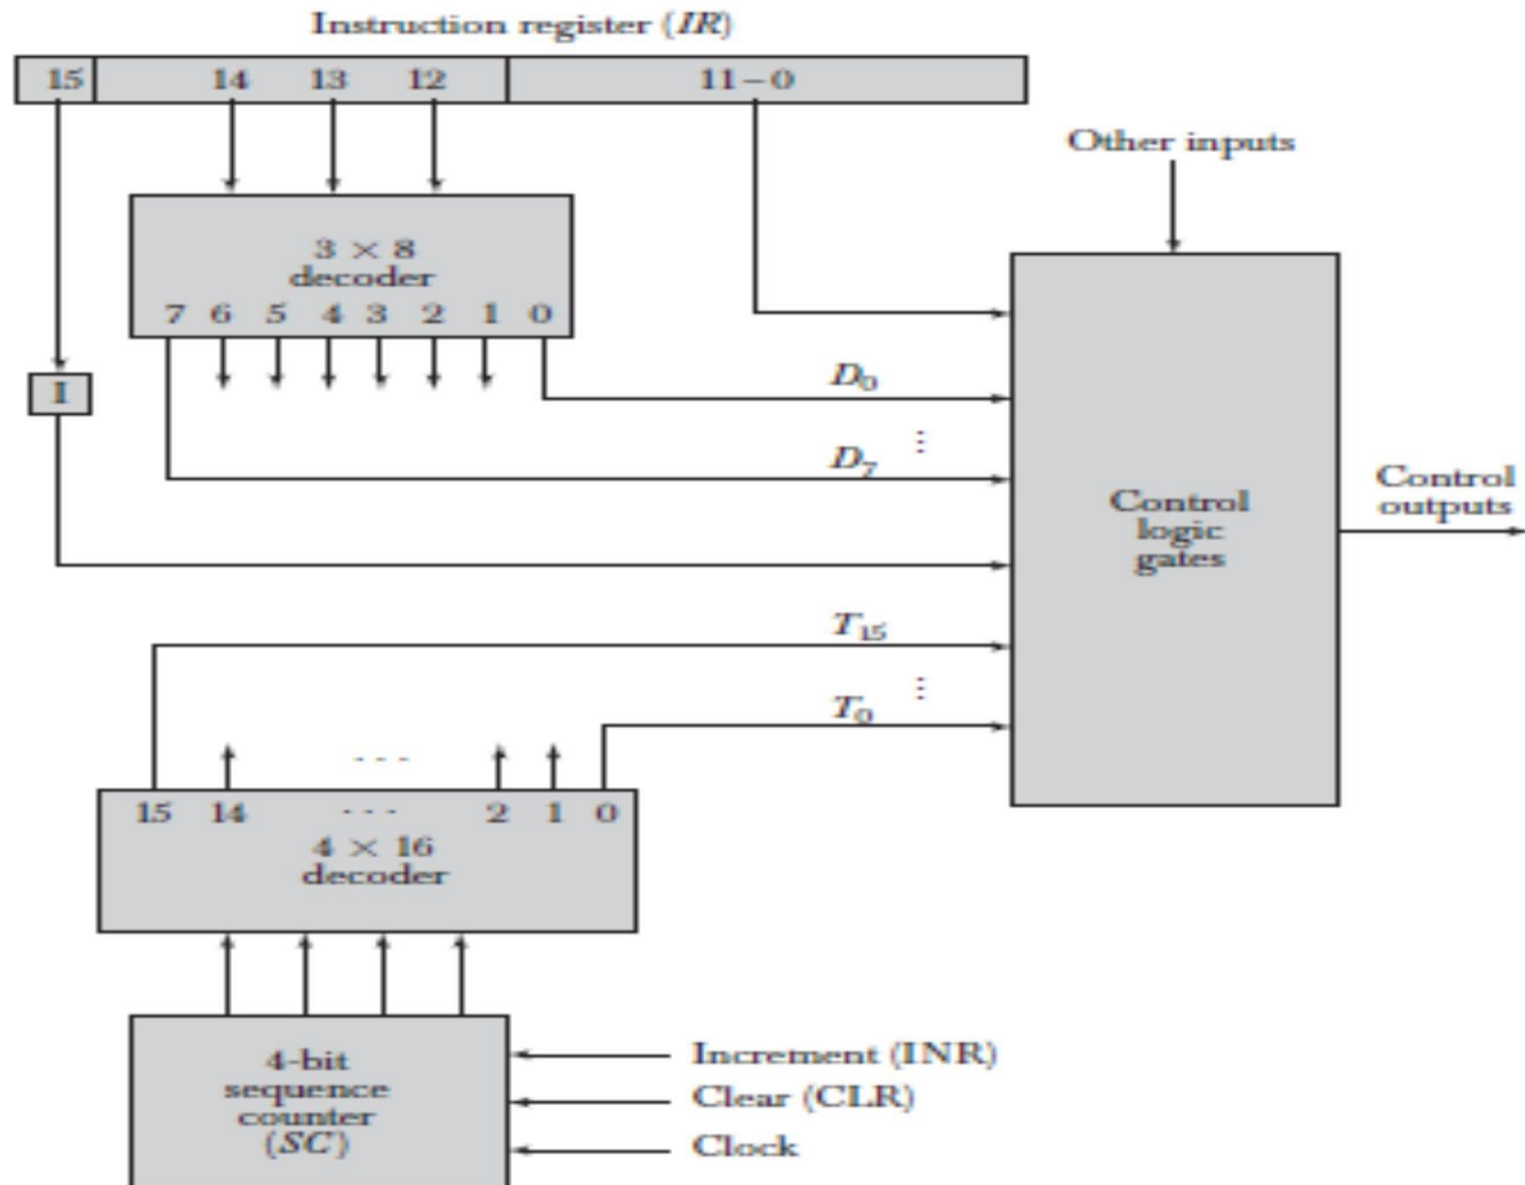 Instruction register (IR)
15 14 13 12 11–0
Other inputs
3 × 8
decoder
7 6 5 4 3 2 1 0
I
D0
⋮
D7
Control
logic
gates
Control
outputs
T15
⋮
T0
- - -
15 14 - - - 2 1 0
4 × 16
decoder
4-bit
sequence
counter
(SC)
Increment (INR)
Clear (CLR)
Clock